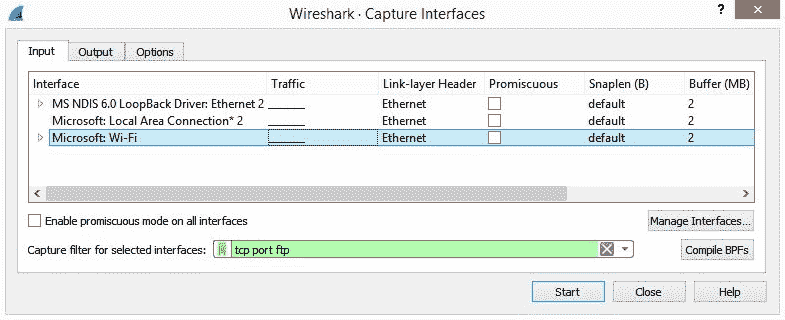 Wireshark · Capture Interfaces
? ×
Input Output Options
Interface Traffic Link-layer Header Promiscuous Snaplen (B) Buffer (MB)
MS NDIS 6.0 LoopBack Driver: Ethernet 2 Ethernet default 2
Microsoft: Local Area Connection* 2 Ethernet default 2
Microsoft: Wi-Fi Ethernet default 2
Enable promiscuous mode on all interfaces Manage Interfaces...
Capture filter for selected interfaces: tcp port ftp Compile BPFs
Start Close Help